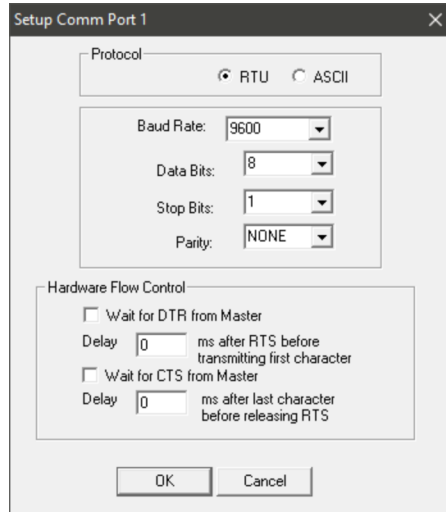 Setup Comm Port 1
Protocol
RTU ASCII
Baud Rate: 9600
Data Bits: 8
Stop Bits: 1
Parity: NONE
Hardware Flow Control
Wait for DTR from Master
Delay 0 ms after RTS before
transmitting first character
Wait for CTS from Master
Delay 0 ms after last character
before releasing RTS
OK Cancel